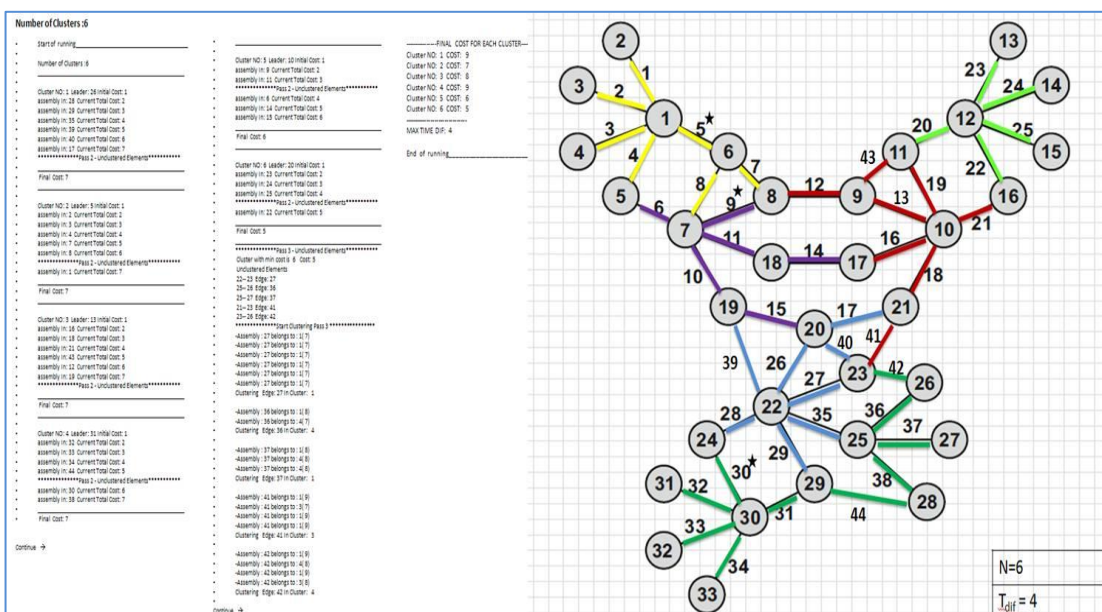 Number of Clusters :6
Start of running
Number of Clusters :6
Cluster NO: 1 Leader: 26 Initial Cost: 1
assembly in: 28 Current Total Cost: 2
assembly in: 29 Current Total Cost: 3
assembly in: 35 Current Total Cost: 4
assembly in: 39 Current Total Cost: 5
assembly in: 40 Current Total Cost: 6
assembly in: 17 Current Total Cost: 7
**************Pass 2 - Unclustered Elements***********
Final Cost: 7
Cluster NO: 2 Leader: 5 Initial Cost: 1
assembly in: 2 Current Total Cost: 2
assembly in: 3 Current Total Cost: 3
assembly in: 4 Current Total Cost: 4
assembly in: 7 Current Total Cost: 5
assembly in: 8 Current Total Cost: 6
**************Pass 2 - Unclustered Elements***********
assembly in: 1 Current Total Cost: 7
Final Cost: 7
Cluster NO: 3 Leader: 13 Initial Cost: 1
assembly in: 16 Current Total Cost: 2
assembly in: 18 Current Total Cost: 3
assembly in: 21 Current Total Cost: 4
assembly in: 43 Current Total Cost: 5
assembly in: 12 Current Total Cost: 6
assembly in: 19 Current Total Cost: 7
**************Pass 2 - Unclustered Elements***********
Final Cost: 7
Cluster NO: 4 Leader: 31 Initial Cost: 1
assembly in: 32 Current Total Cost: 2
assembly in: 33 Current Total Cost: 3
assembly in: 34 Current Total Cost: 4
assembly in: 44 Current Total Cost: 5
**************Pass 2 - Unclustered Elements***********
assembly in: 30 Current Total Cost: 6
assembly in: 38 Current Total Cost: 7
Final Cost: 7
Continue →
Cluster NO: 5 Leader: 10 Initial Cost: 1
assembly in: 9 Current Total Cost: 2
assembly in: 11 Current Total Cost: 3
**************Pass 2 - Unclustered Elements***********
assembly in: 6 Current Total Cost: 4
assembly in: 14 Current Total Cost: 5
assembly in: 15 Current Total Cost: 6
Final Cost: 6
Cluster NO: 6 Leader: 20 Initial Cost: 1
assembly in: 23 Current Total Cost: 2
assembly in: 24 Current Total Cost: 3
assembly in: 25 Current Total Cost: 4
**************Pass 2 - Unclustered Elements***********
assembly in: 22 Current Total Cost: 5
Final Cost: 5
**************Pass 3 - Unclustered Elements***********
Cluster with min cost is 6 Cost: 5
Unclustered Elements
22--23 Edge: 27
25--26 Edge: 36
25--27 Edge: 37
21--23 Edge: 41
23--26 Edge: 42
**************Start Clustering Pass 3 ****************
-Assembly : 27 belongs to : 1( 7)
-Assembly : 27 belongs to : 1( 7)
-Assembly : 27 belongs to : 1( 7)
-Assembly : 27 belongs to : 1( 7)
-Assembly : 27 belongs to : 1( 7)
-Assembly : 27 belongs to : 1( 7)
Clustering Edge: 27 in Cluster: 1
-Assembly : 36 belongs to : 1( 8)
-Assembly : 36 belongs to : 4( 7)
Clustering Edge: 36 in Cluster: 4
-Assembly : 37 belongs to : 1( 8)
-Assembly : 37 belongs to : 4( 8)
-Assembly : 37 belongs to : 4( 8)
Clustering Edge: 37 in Cluster: 1
-Assembly : 41 belongs to : 1( 9)
-Assembly : 41 belongs to : 3( 7)
-Assembly : 41 belongs to : 1( 9)
-Assembly : 41 belongs to : 1( 9)
Clustering Edge: 41 in Cluster: 3
-Assembly : 42 belongs to : 1( 9)
-Assembly : 42 belongs to : 4( 8)
-Assembly : 42 belongs to : 1( 9)
-Assembly : 42 belongs to : 3( 8)
Clustering Edge: 42 in Cluster: 4
Continue →
--------------FINAL COST FOR EACH CLUSTER----
Cluster NO: 1 COST: 9
Cluster NO: 2 COST: 7
Cluster NO: 3 COST: 8
Cluster NO: 4 COST: 9
Cluster NO: 5 COST: 6
Cluster NO: 6 COST: 5
MAX TIME DIF: 4
End of running
2 13
1 23
3 2 24 14
1 5 20 12
3 25
4 6 11 15
4 7 43 22
5 8 8 12 9 19 16
6 9 13
7 10 21
11 18 14 17 16
10 18
19 15 17 21
20 40 41
39 26 23 42
27 26
22 36
28 35 37
24 29 25 27
30 38
31 32 29 28
30 31 44
33
32 34
33
N=6
Tdif = 4